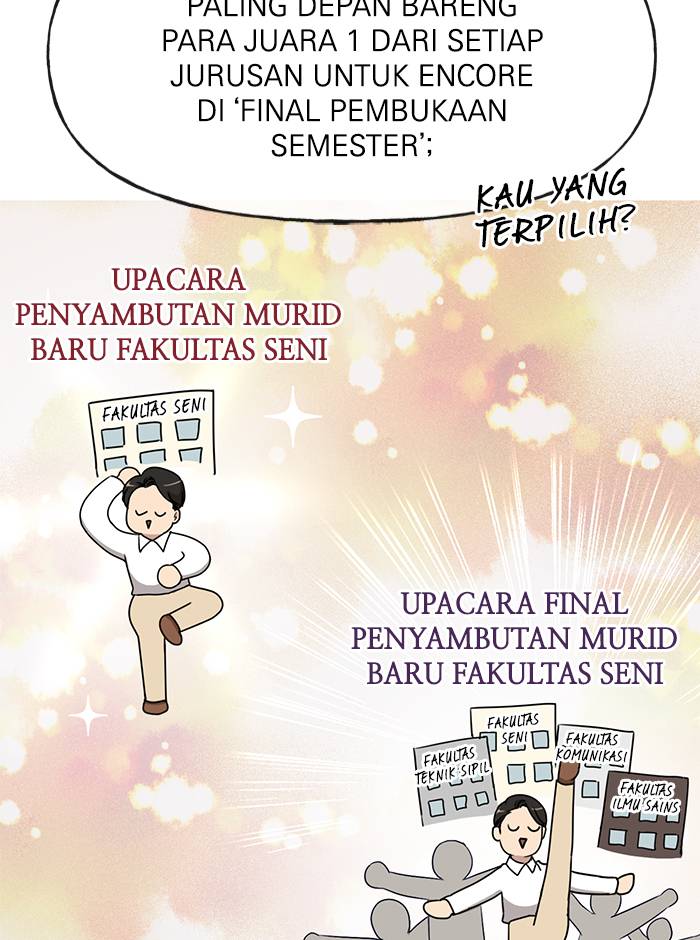 PALING DEPAN BARENG
PARA JUARA 1 DARI SETIAP
JURUSAN UNTUK ENCORE
DI ‘FINAL PEMBUKAAN
SEMESTER’;
KAU YANG
TERPILIH?
UPACARA
PENYAMBUTAN MURID
BARU FAKULTAS SENI
FAKULTAS SENI
UPACARA FINAL
PENYAMBUTAN MURID
BARU FAKULTAS SENI
FAKULTAS
SENI
FAKULTAS
TEKNIK SIPIL
FAKULTAS
KOMUNIKASI
FAKULTAS
ILMU SAINS